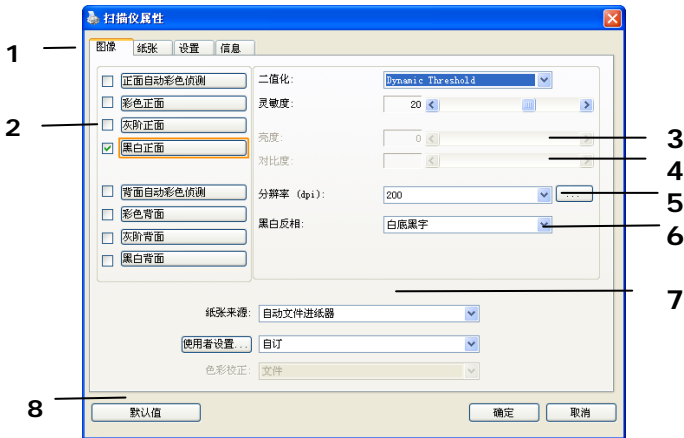 扫描仪属性
1
图像 纸张 设置 信息
正面自动彩色侦测 二值化: Dynamic Threshold
彩色正面 灵敏度: 20
2 灰阶正面
亮度: 0 3
黑白正面
对比度: 4
背面自动彩色侦测 分辨率 (dpi): 200 ... 5
彩色背面
黑白反相: 白底黑字 6
灰阶背面
黑白背面
7
纸张来源: 自动文件进纸器
使用者设置... 自订
色彩校正: 文件
8 默认值 确定 取消